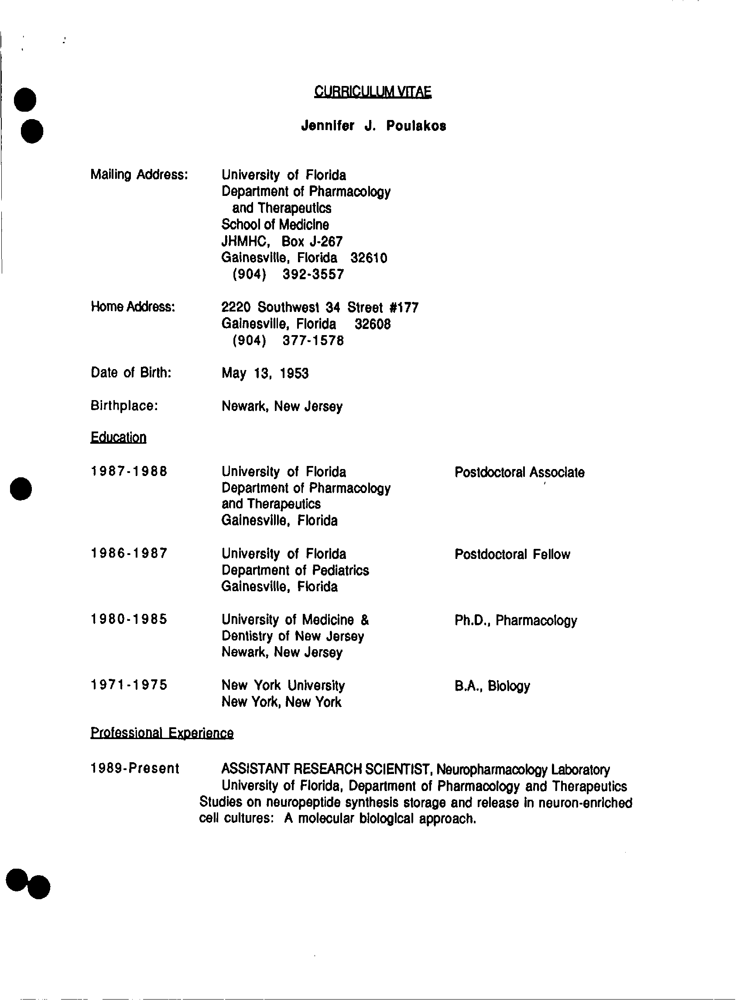 CURRICULUM VITAE
Jennifer J. Poulakos
Mailing Address: University of Florida
Department of Pharmacology
and Therapeutics
School of Medicine
JHMHC, Box J-267
Gainesville, Florida 32610
(904) 392-3557
Home Address: 2220 Southwest 34 Street #177
Gainesville, Florida 32608
(904) 377-1578
Date of Birth: May 13, 1953
Birthplace: Newark, New Jersey
Education
1987-1988 University of Florida Postdoctoral Associate
Department of Pharmacology
and Therapeutics
Gainesville, Florida
1986-1987 University of Florida Postdoctoral Fellow
Department of Pediatrics
Gainesville, Florida
1980-1985 University of Medicine & Ph.D., Pharmacology
Dentistry of New Jersey
Newark, New Jersey
1971-1975 New York University B.A., Biology
New York, New York
Professional Experience
1989-Present ASSISTANT RESEARCH SCIENTIST, Neuropharmacology Laboratory
University of Florida, Department of Pharmacology and Therapeutics
Studies on neuropeptide synthesis storage and release in neuron-enriched
cell cultures: A molecular biological approach.